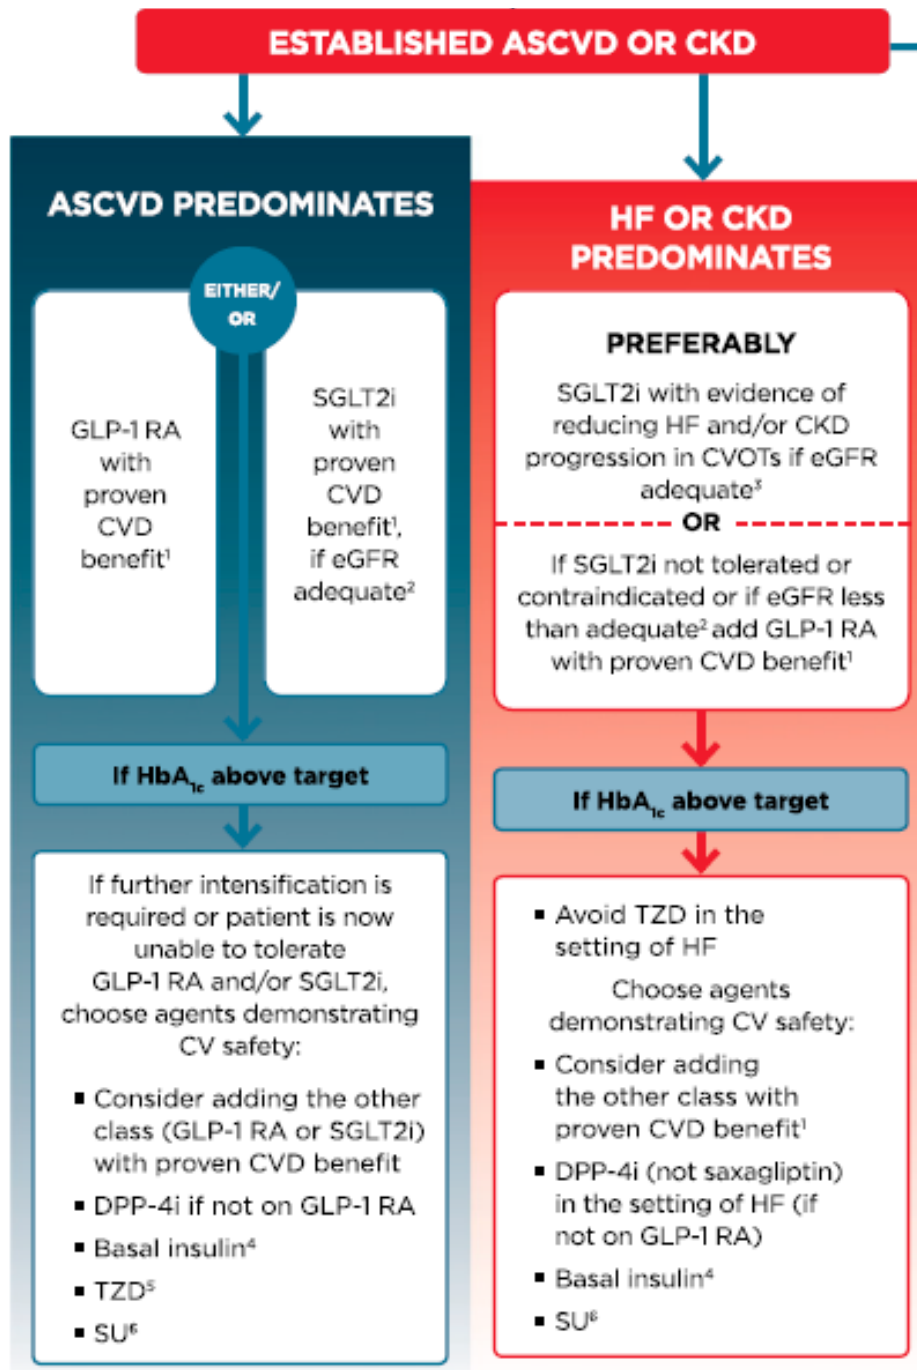 ESTABLISHED ASCVD OR CKD
ASCVD PREDOMINATES
EITHER/
OR
GLP-1 RA
with
proven
CVD
benefit¹
SGLT2i
with
proven
CVD
benefit¹,
if eGFR
adequate²
If HbA₁c above target
If further intensification is
required or patient is now
unable to tolerate
GLP-1 RA and/or SGLT2i,
choose agents demonstrating
CV safety:
▪ Consider adding the other
class (GLP-1 RA or SGLT2i)
with proven CVD benefit
▪ DPP-4i if not on GLP-1 RA
▪ Basal insulin⁴
▪ TZD⁵
▪ SU⁶
HF OR CKD
PREDOMINATES
PREFERABLY
SGLT2i with evidence of
reducing HF and/or CKD
progression in CVOTs if eGFR
adequate³
OR
If SGLT2i not tolerated or
contraindicated or if eGFR less
than adequate² add GLP-1 RA
with proven CVD benefit¹
If HbA₁c above target
▪ Avoid TZD in the
setting of HF
Choose agents
demonstrating CV safety:
▪ Consider adding
the other class with
proven CVD benefit¹
▪ DPP-4i (not saxagliptin)
in the setting of HF (if
not on GLP-1 RA)
▪ Basal insulin⁴
▪ SU⁶